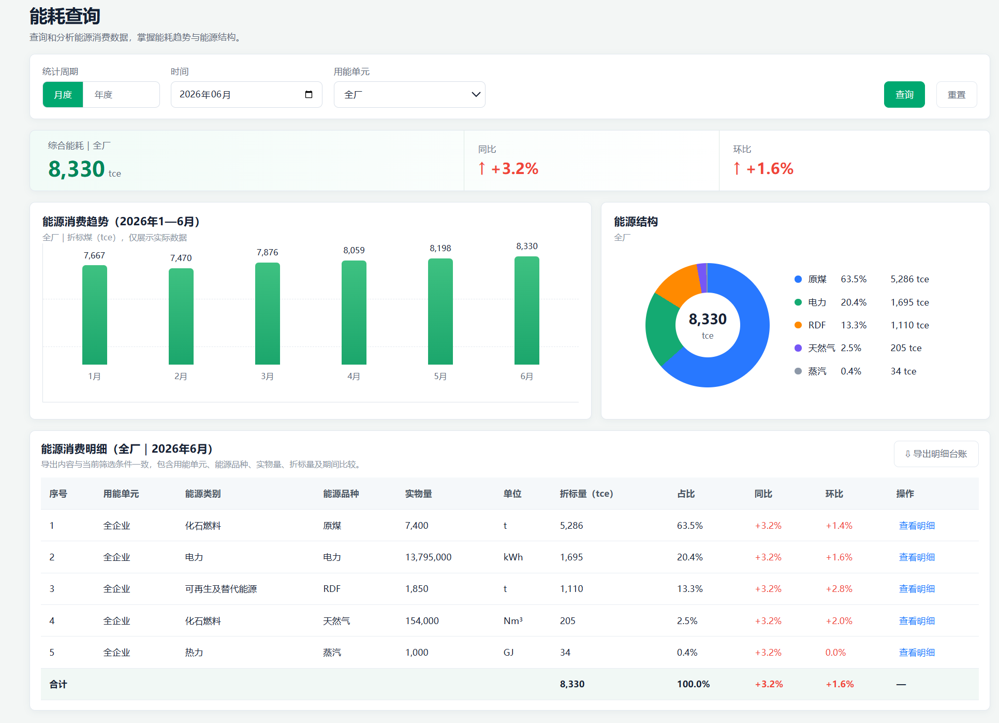 能耗查询
查询和分析能源消费数据，掌握能耗趋势与能源结构。
统计周期 时间 用能单元
月度 年度 2026年06月 全厂 查询 重置
综合能耗 | 全厂
8,330 tce
同比
↑ +3.2%
环比
↑ +1.6%
能源消费趋势（2026年1—6月）
全厂 | 折标煤（tce），仅展示实际数据
7,667 7,470 7,876 8,059 8,198 8,330
1月 2月 3月 4月 5月 6月
能源结构
全厂
8,330
tce
原煤 63.5% 5,286 tce
电力 20.4% 1,695 tce
RDF 13.3% 1,110 tce
天然气 2.5% 205 tce
蒸汽 0.4% 34 tce
能源消费明细（全厂 | 2026年6月）
导出内容与当前筛选条件一致，包含用能单元、能源品种、实物量、折标量及期间比较。
⇩ 导出明细台账
序号 用能单元 能源类别 能源品种 实物量 单位 折标量（tce） 占比 同比 环比 操作
1 全企业 化石燃料 原煤 7,400 t 5,286 63.5% +3.2% +1.4% 查看明细
2 全企业 电力 电力 13,795,000 kWh 1,695 20.4% +3.2% +1.6% 查看明细
3 全企业 可再生及替代能源 RDF 1,850 t 1,110 13.3% +3.2% +2.8% 查看明细
4 全企业 化石燃料 天然气 154,000 Nm³ 205 2.5% +3.2% +2.0% 查看明细
5 全企业 热力 蒸汽 1,000 GJ 34 0.4% +3.2% 0.0% 查看明细
合计 8,330 100.0% +3.2% +1.6% —